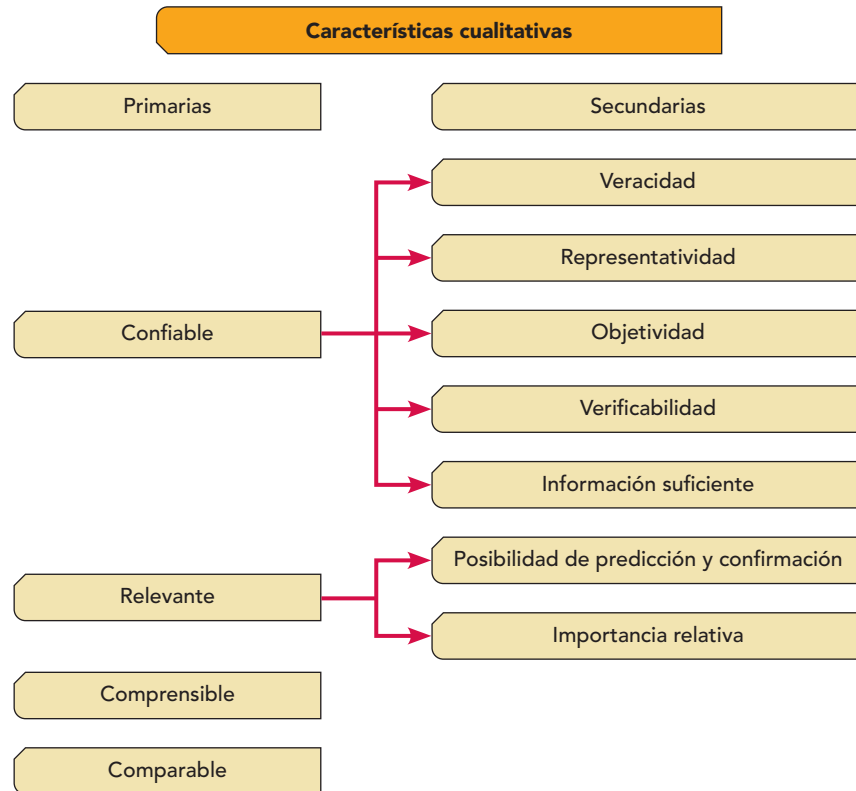 Características cualitativas
Primarias
Secundarias
Veracidad
Representatividad
Confiable
Objetividad
Verificabilidad
Información suficiente
Posibilidad de predicción y confirmación
Relevante
Importancia relativa
Comprensible
Comparable